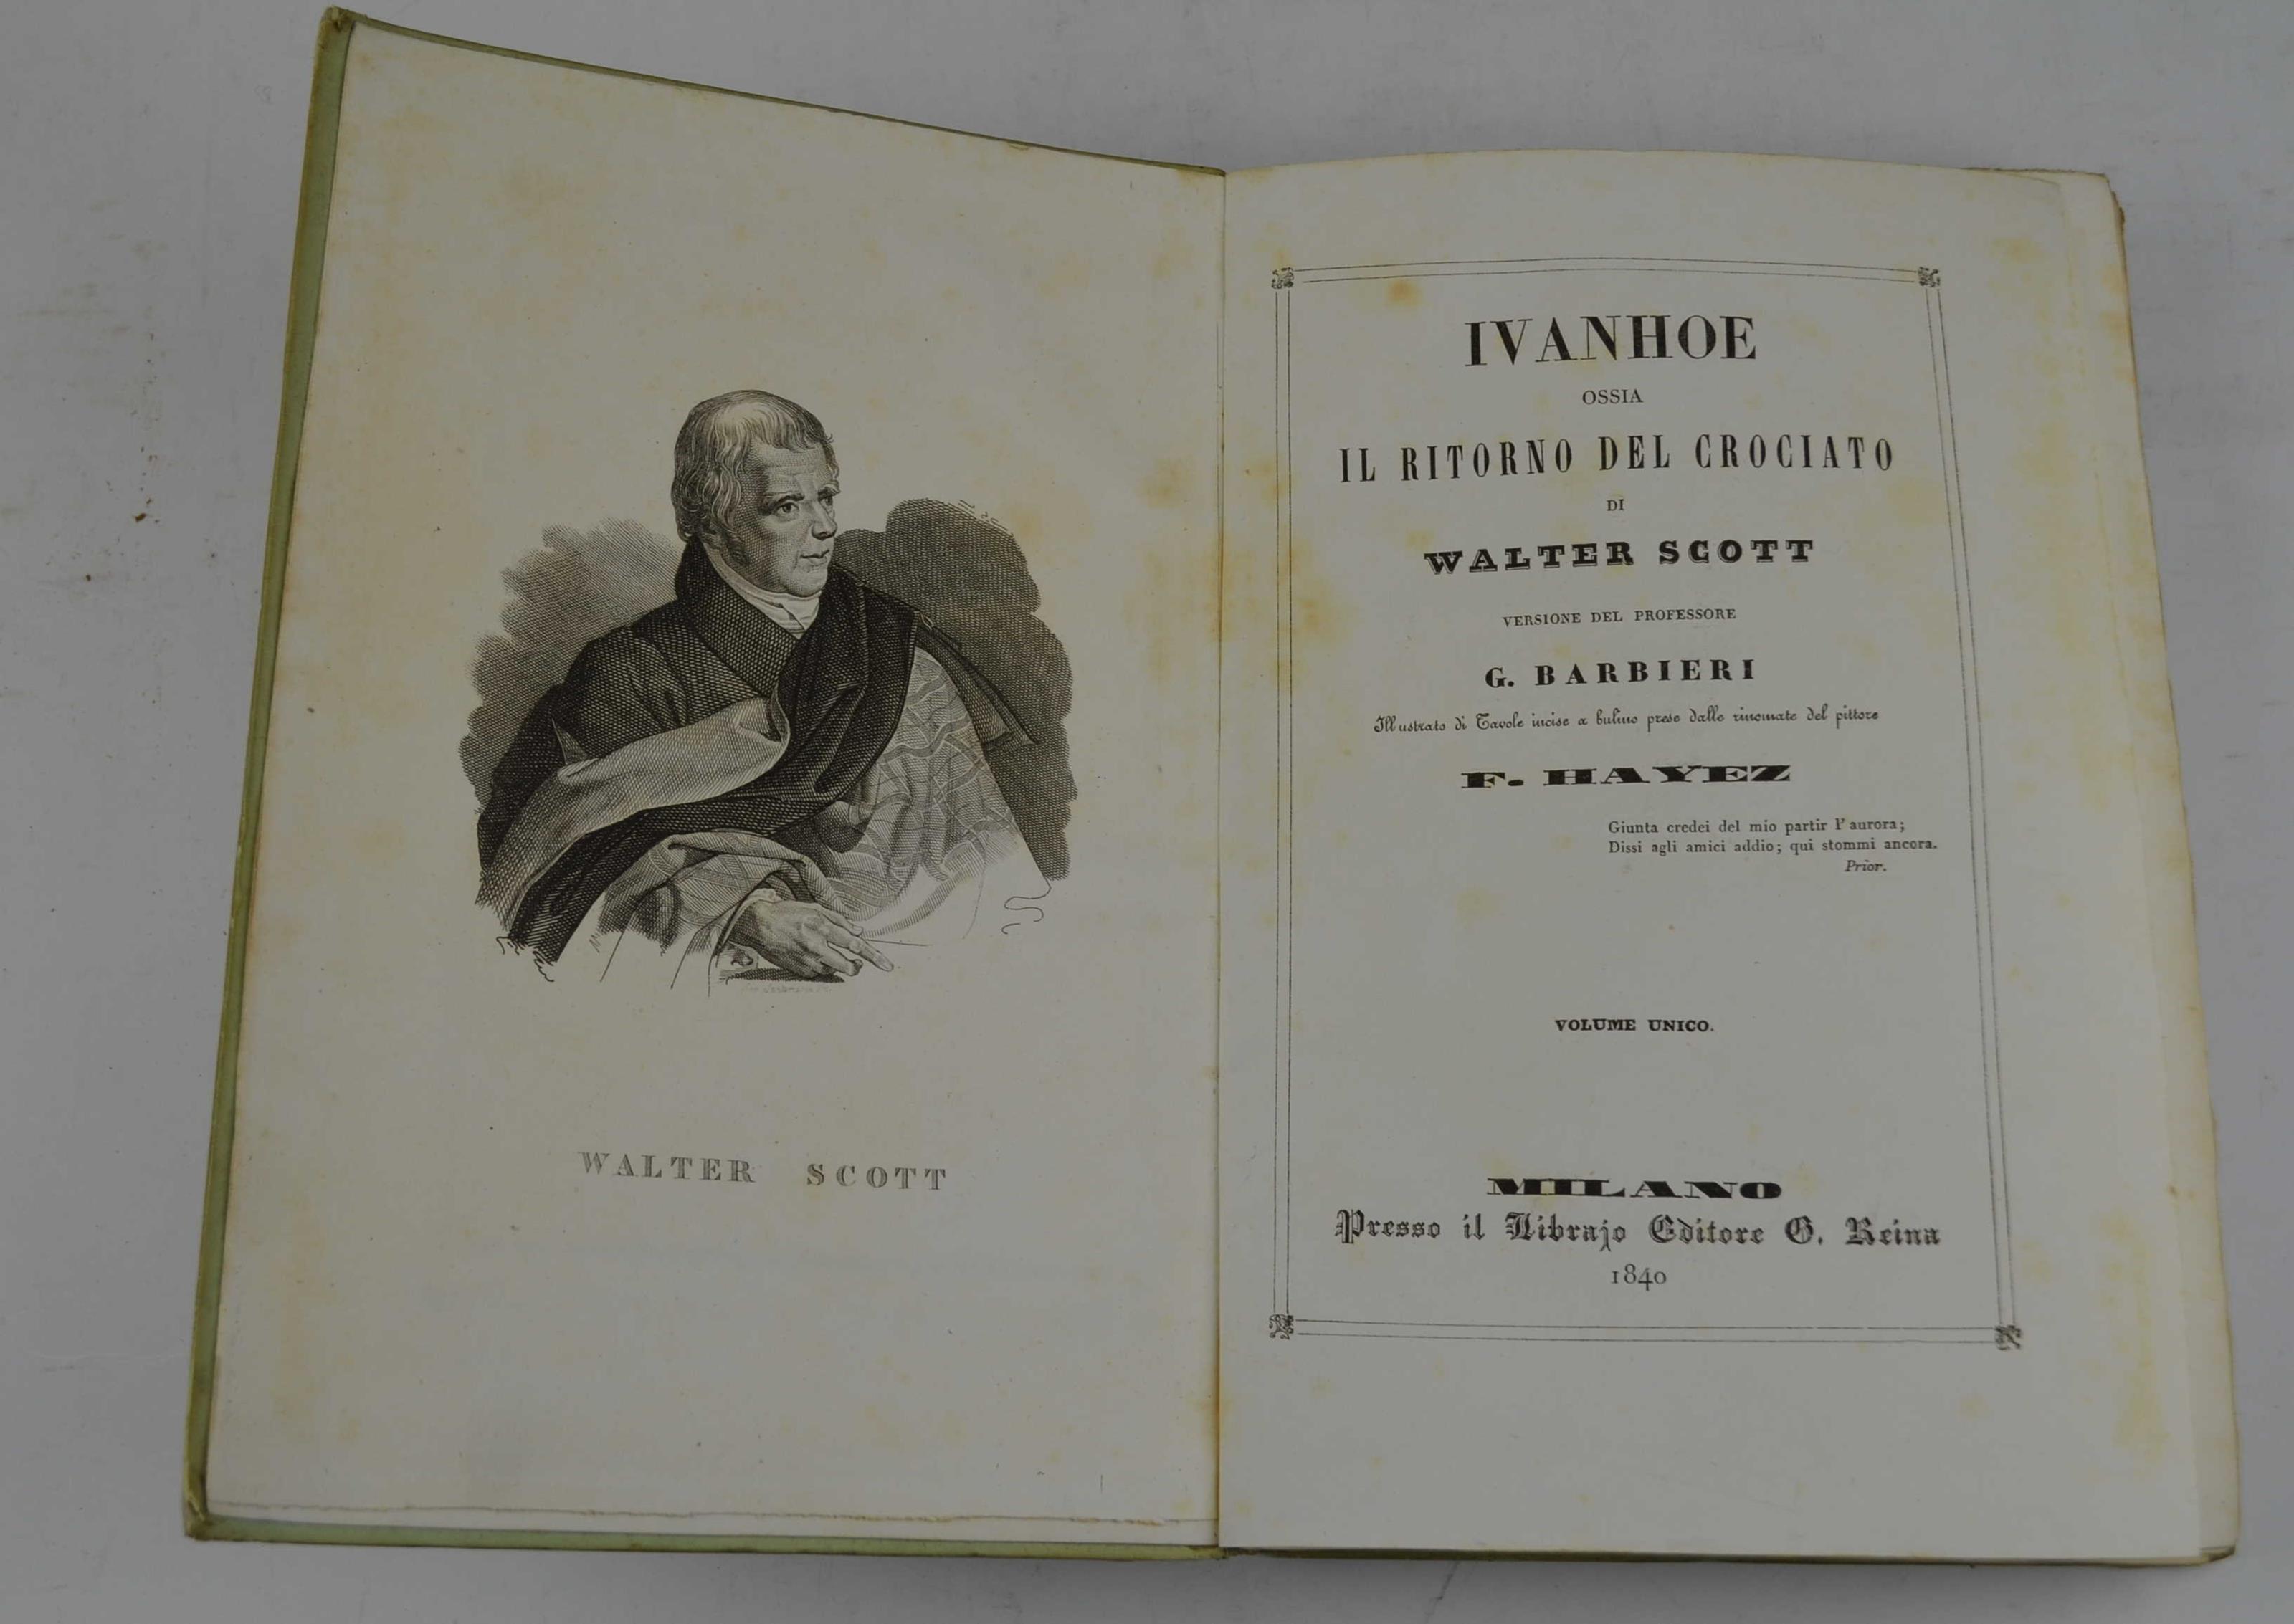 WALTER SCOTT
IVANHOE
OSSIA
IL RITORNO DEL CROCIATO
DI
WALTER SCOTT
VERSIONE DEL PROFESSORE
G. BARBIERI
Illustrato di Tavole incise a bulino prese dalle rinomate del pittore
F. HAYEZ
Giunta credei del mio partir l'aurora;
Dissi agli amici addio; qui stommi ancora.
Prior.
VOLUME UNICO.
MILANO
Presso il Librajo Editore G. Reina
1840